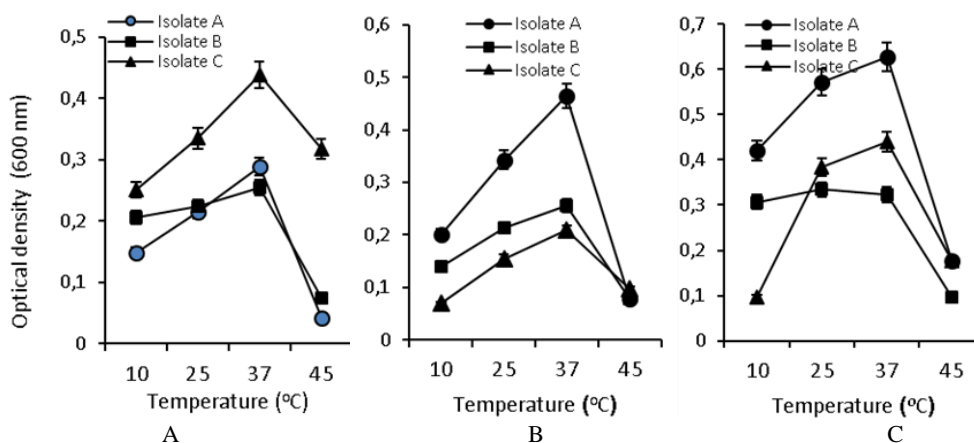 Optical density (600 nm)
Isolate A
Isolate B
Isolate C
0,5
0,4
0,3
0,2
0,1
0
10 25 37 45
Temperature (ºC)
A
Isolate A
Isolate B
Isolate C
0,6
0,5
0,4
0,3
0,2
0,1
0
10 25 37 45
Temperature (ºC)
B
Isolate A
Isolate B
Isolate C
0,7
0,6
0,5
0,4
0,3
0,2
0,1
0
10 25 37 45
Temperature (ºC)
C